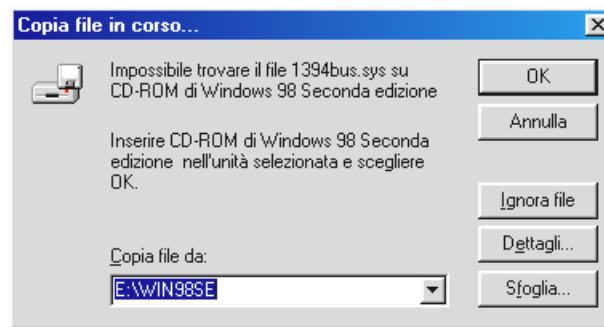 Copia file in corso...
Impossibile trovare il file 1394bus.sys su
CD-ROM di Windows 98 Seconda edizione
Inserire CD-ROM di Windows 98 Seconda
edizione nell'unità selezionata e scegliere
OK.
Copia file da:
E:\WIN98SE
OK
Annulla
Ignora file
Dettagli...
Sfoglia...